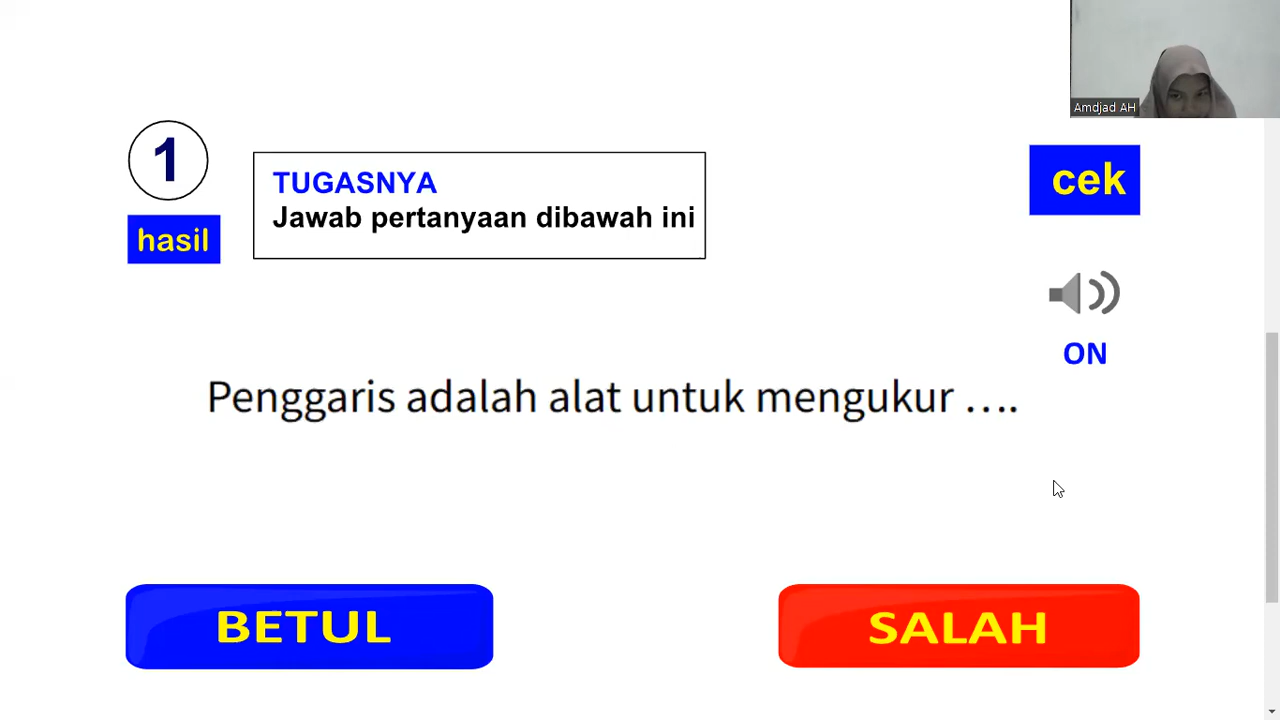 Amdjad AH
1
TUGASNYA
Jawab pertanyaan dibawah ini
cek
hasil
ON
Penggaris adalah alat untuk mengukur ....
BETUL
SALAH